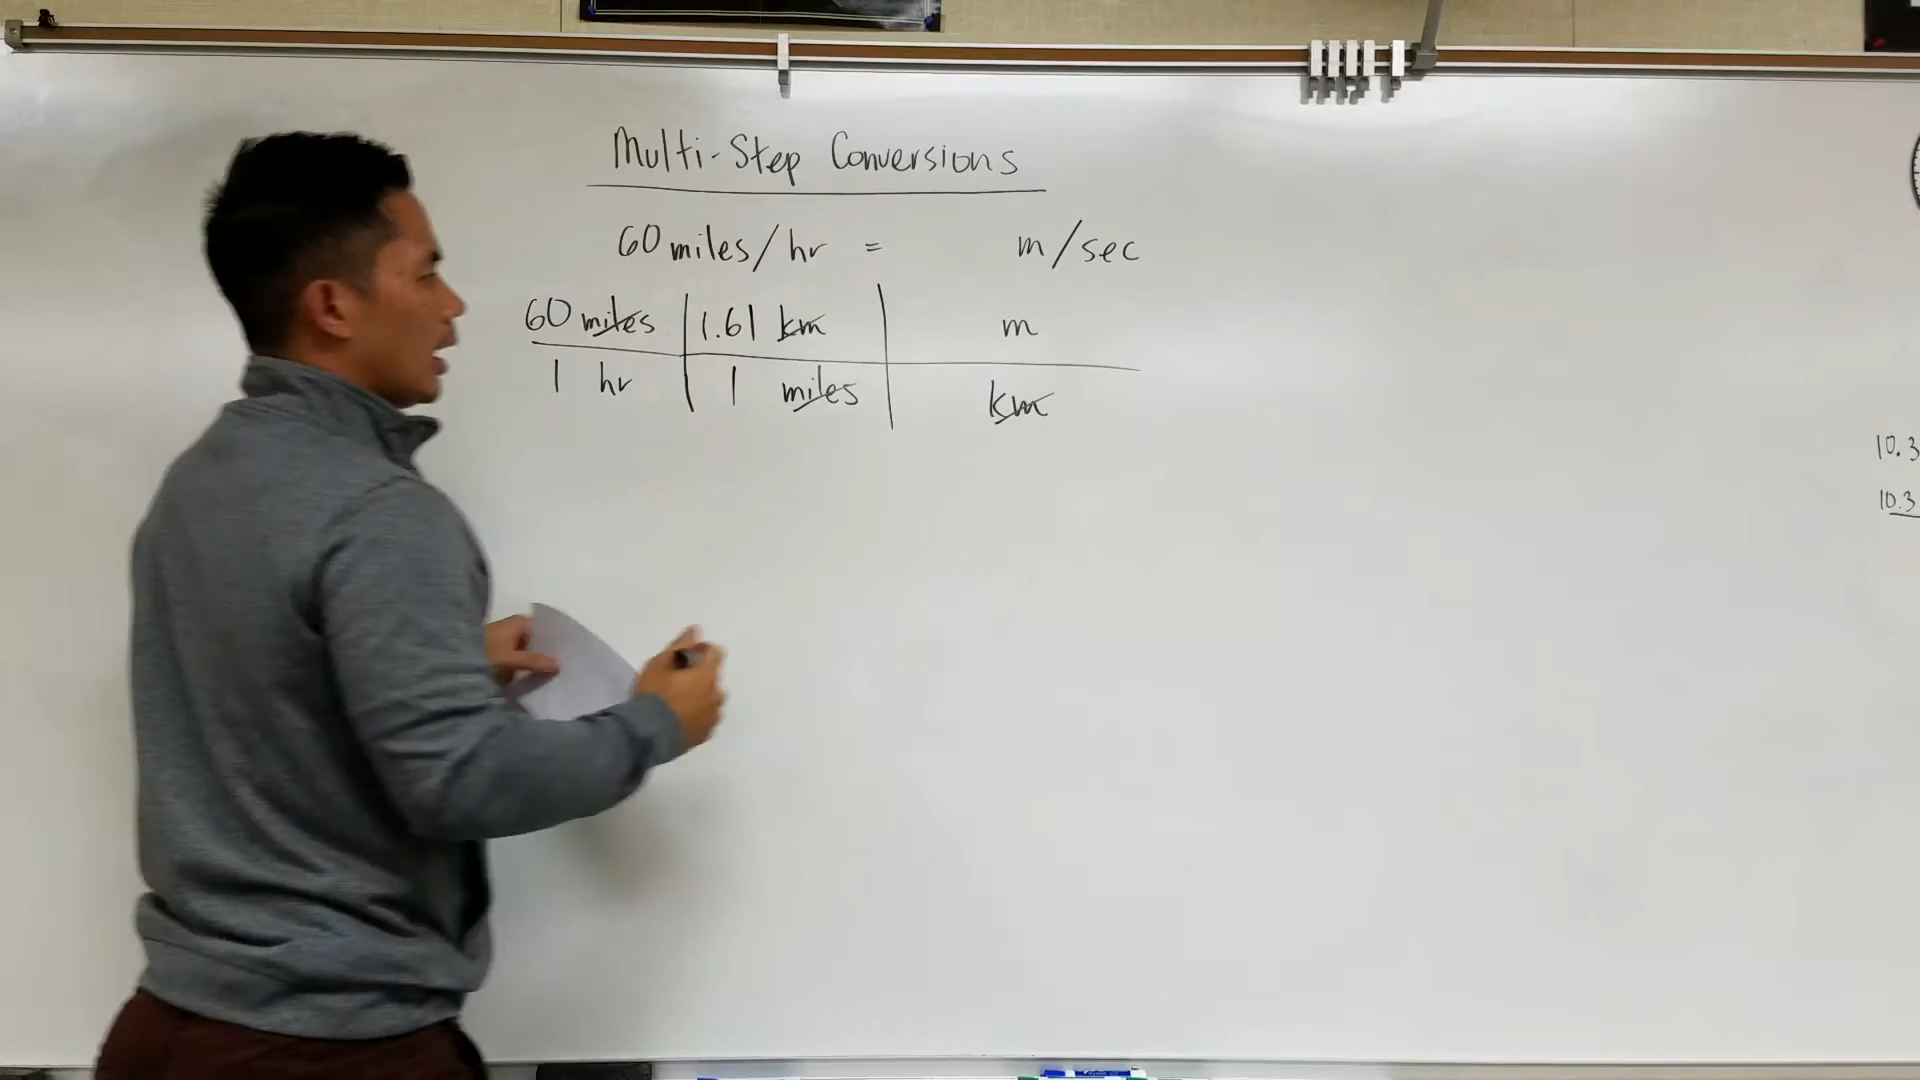 Multi-Step Conversions
60 miles/hr = m/sec
60 miles 1.61 km m
1 hr 1 miles km
10.3
10.3